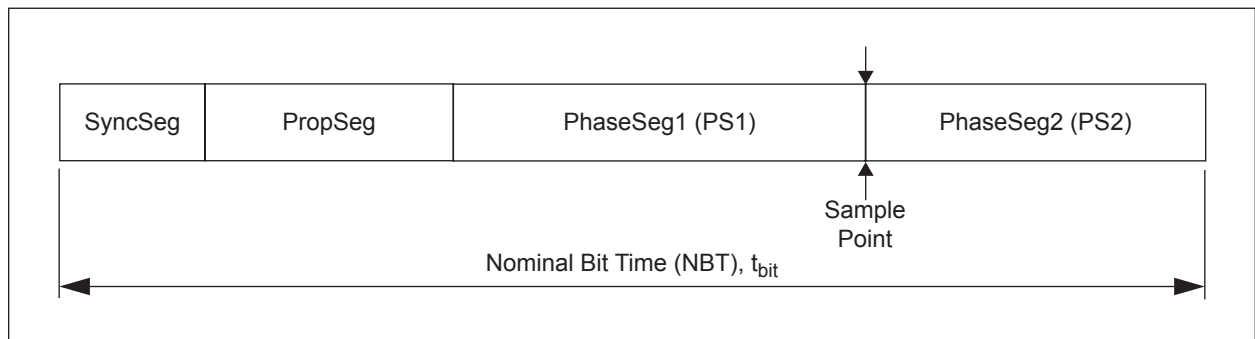 SyncSeg
PropSeg
PhaseSeg1 (PS1)
PhaseSeg2 (PS2)
Sample
Point
Nominal Bit Time (NBT), tbit